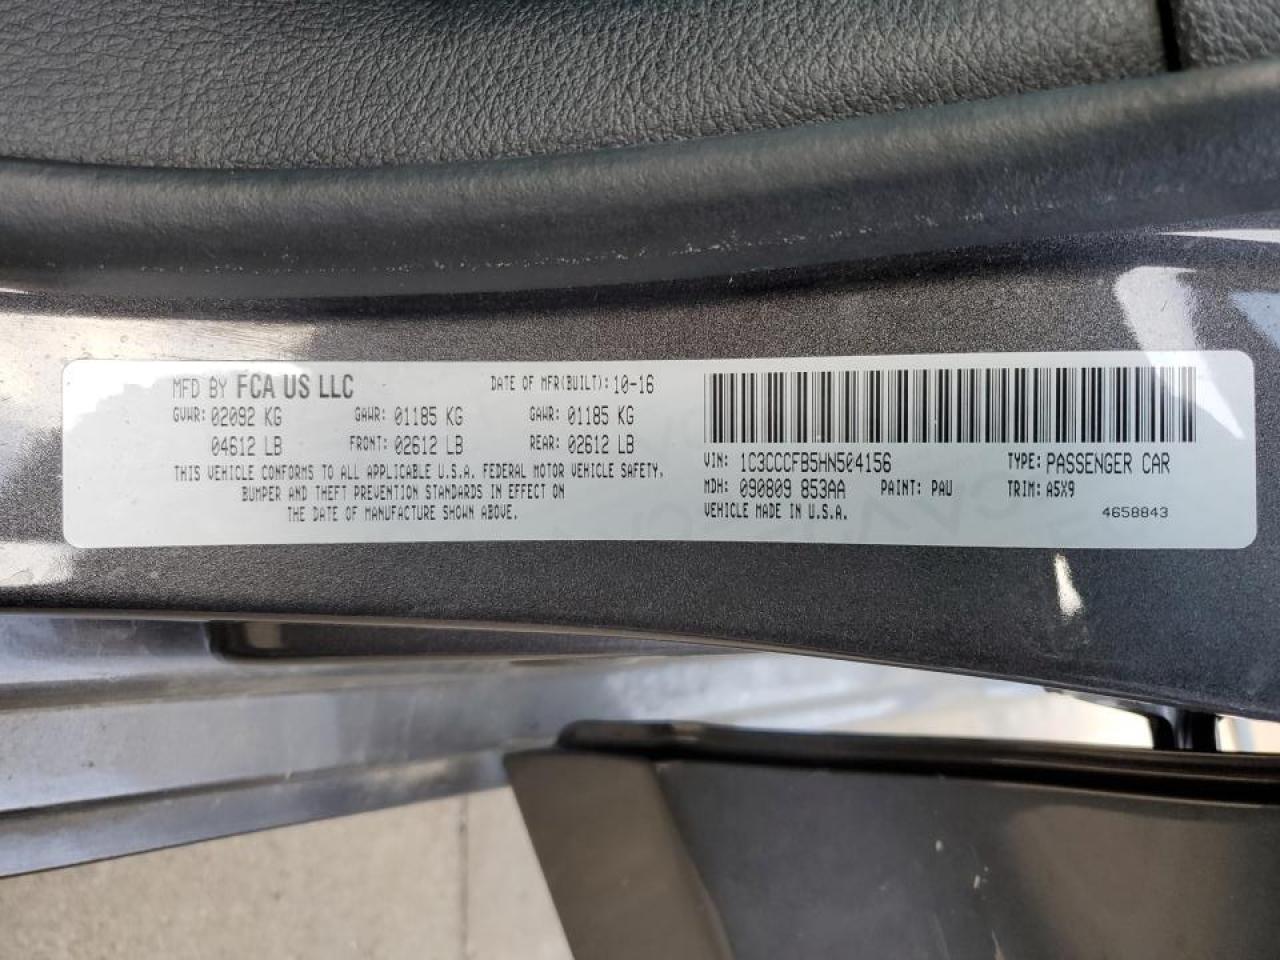 MFD BY FCA US LLC DATE OF MFR(BUILT): 10-16
GVWR: 02092 KG GAWR: 01185 KG GAWR: 01185 KG
04612 LB FRONT: 02612 LB REAR: 02612 LB
THIS VEHICLE CONFORMS TO ALL APPLICABLE U.S.A. FEDERAL MOTOR VEHICLE SAFETY,
BUMPER AND THEFT PREVENTION STANDARDS IN EFFECT ON
THE DATE OF MANUFACTURE SHOWN ABOVE.
VIN: 1C3CCCFB5HN504156 TYPE: PASSENGER CAR
MDH: 090809 853AA PAINT: PAU TRIM: A5X9
VEHICLE MADE IN U.S.A. 4658843